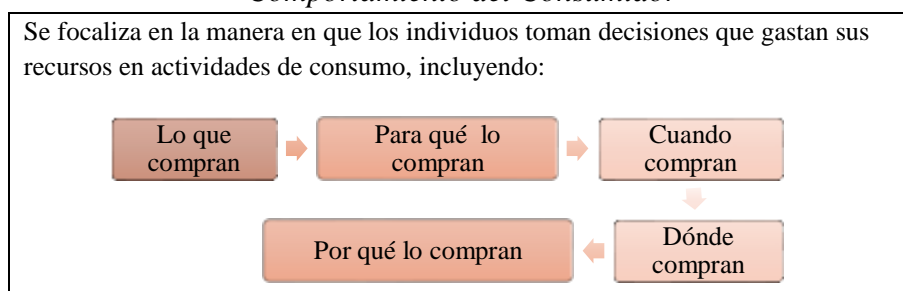 Comportamiento del Consumidor
Se focaliza en la manera en que los individuos toman decisiones que gastan sus
recursos en actividades de consumo, incluyendo:
Lo que
compran
Para qué lo
compran
Cuando
compran
Dónde
compran
Por qué lo compran